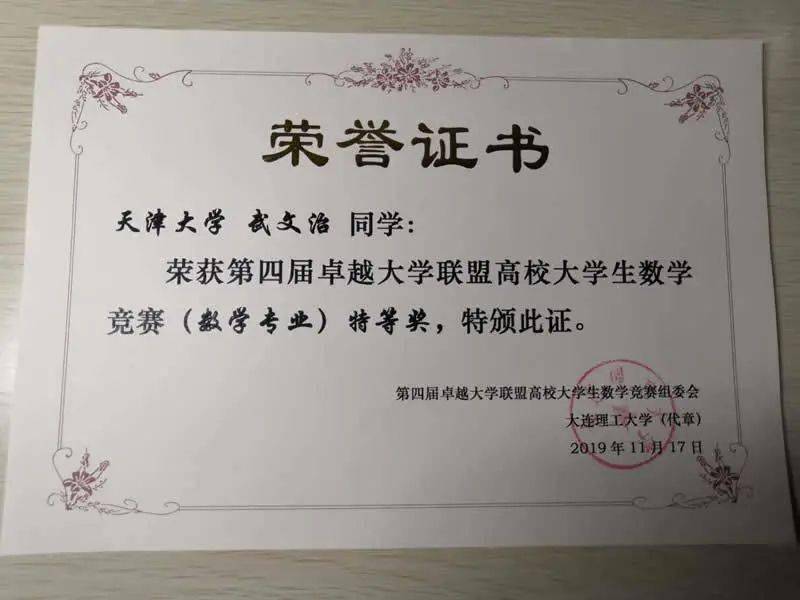 荣誉证书
天津大学 武文治 同学：
荣获第四届卓越大学联盟高校大学生数学
竞赛（数学专业）特等奖，特颁此证。
第四届卓越大学联盟高校大学生数学竞赛组委会
大连理工大学（代章）
2019年11月17日